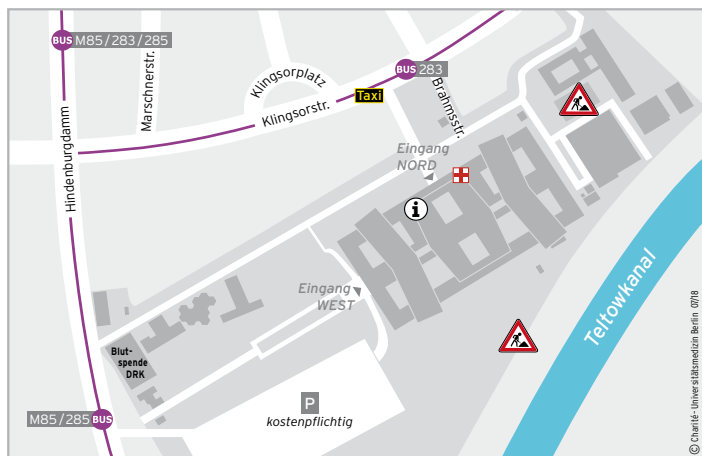 BUS M85/283/285
Marschnerstr.
Klingsorplatz
BUS 283
Taxi
Klingsorstr.
Brahmsstr.
Hindenburgdamm
Eingang
NORD
i
Eingang
WEST
Teltowkanal
Blut-
spende
DRK
P
kostenpflichtig
M85/285 BUS
© Charité - Universitätsmedizin Berlin 07/18